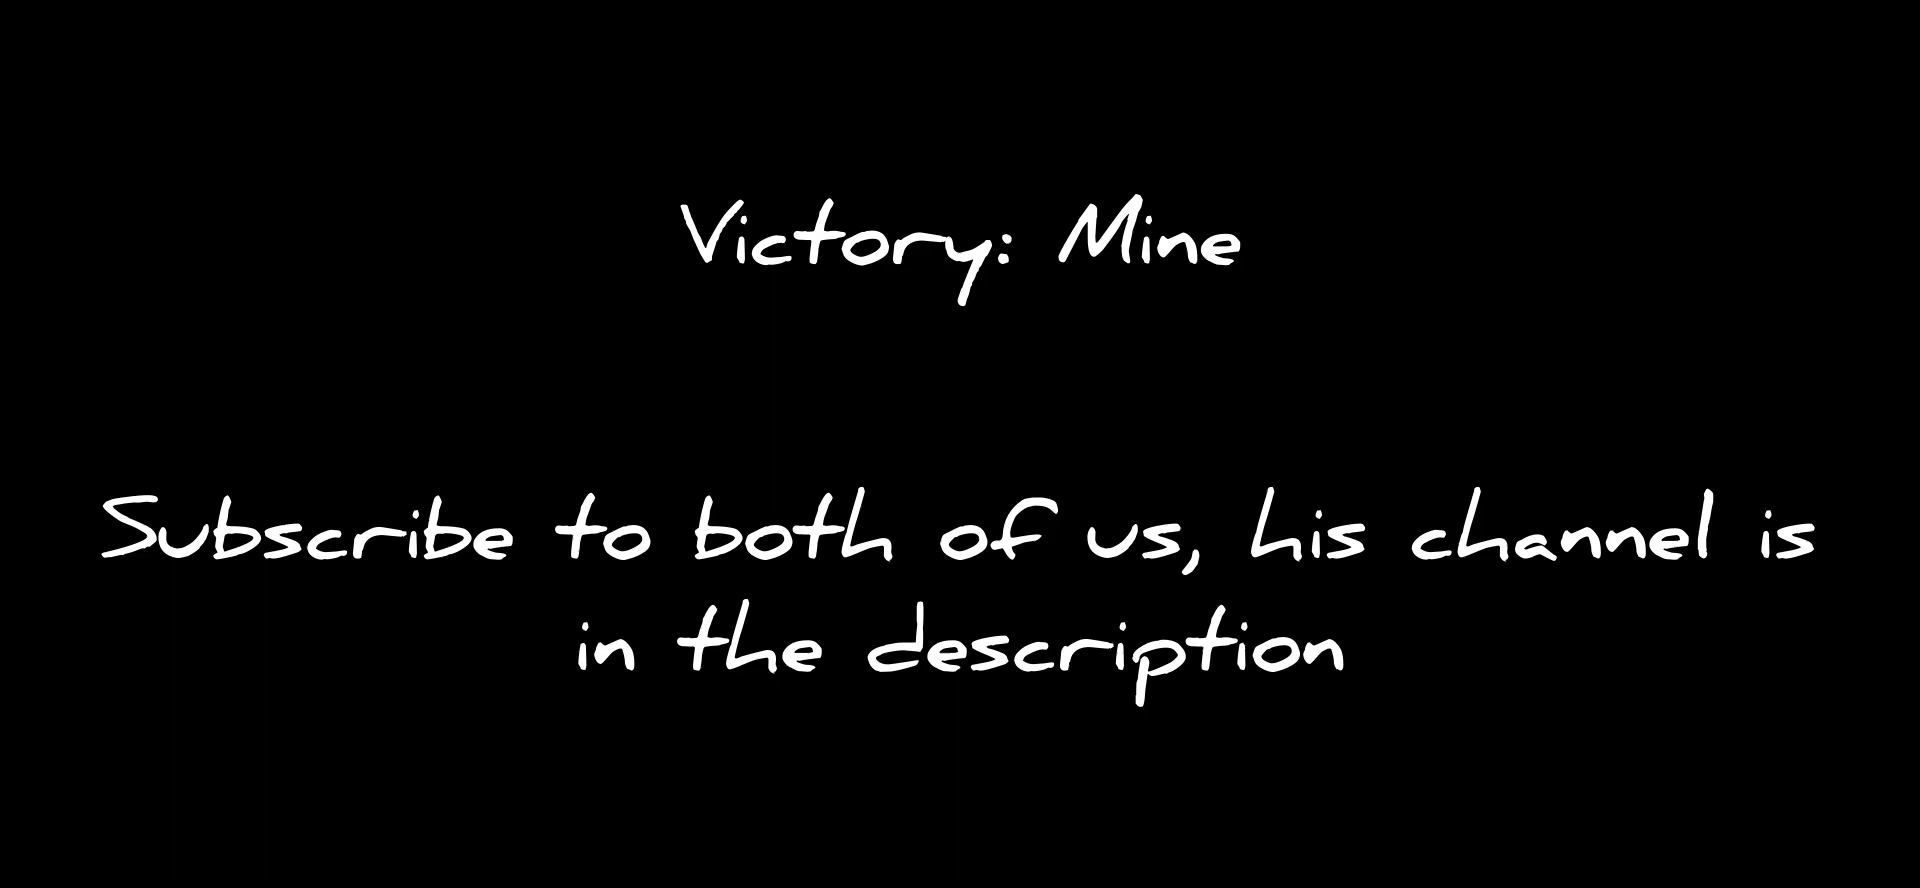 Victory: Mine
Subscribe to both of us, his channel is
in the description